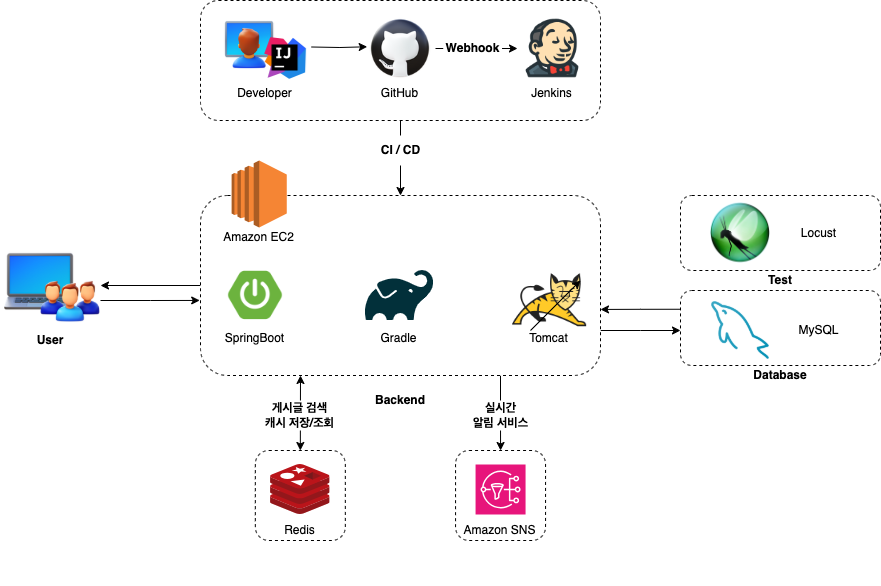 IJ
Developer
GitHub
Webhook
Jenkins
CI / CD
Amazon EC2
SpringBoot
Gradle
Tomcat
Backend
User
Locust
Test
MySQL
Database
게시글 검색
캐시 저장/조회
실시간
알림 서비스
Redis
Amazon SNS